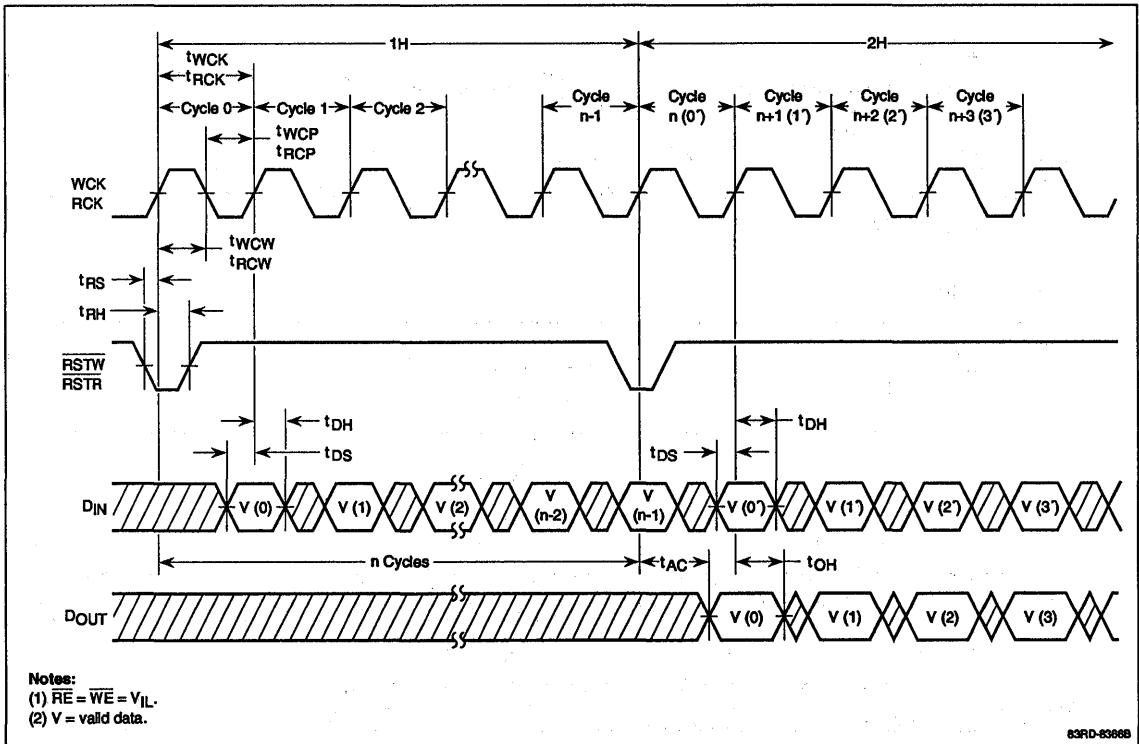 1H
2H
tWCK
tRCK
Cycle 0
Cycle 1
Cycle 2
Cycle
n-1
Cycle
n (0´)
Cycle
n+1 (1´)
Cycle
n+2 (2´)
Cycle
n+3 (3´)
tWCP
tRCP
WCK
RCK
tWCW
tRCW
tRS
tRH
RSTW
RSTR
tDH
tDS
tDH
tDS
DIN
V (0)
V (1)
V (2)
V
(n-2)
V
(n-1)
V (0´)
V (1´)
V (2´)
V (3´)
n Cycles
tAC
tOH
DOUT
V (0)
V (1)
V (2)
V (3)
Notes:
(1) RE = WE = VIL.
(2) V = valid data.
83RD-8366B